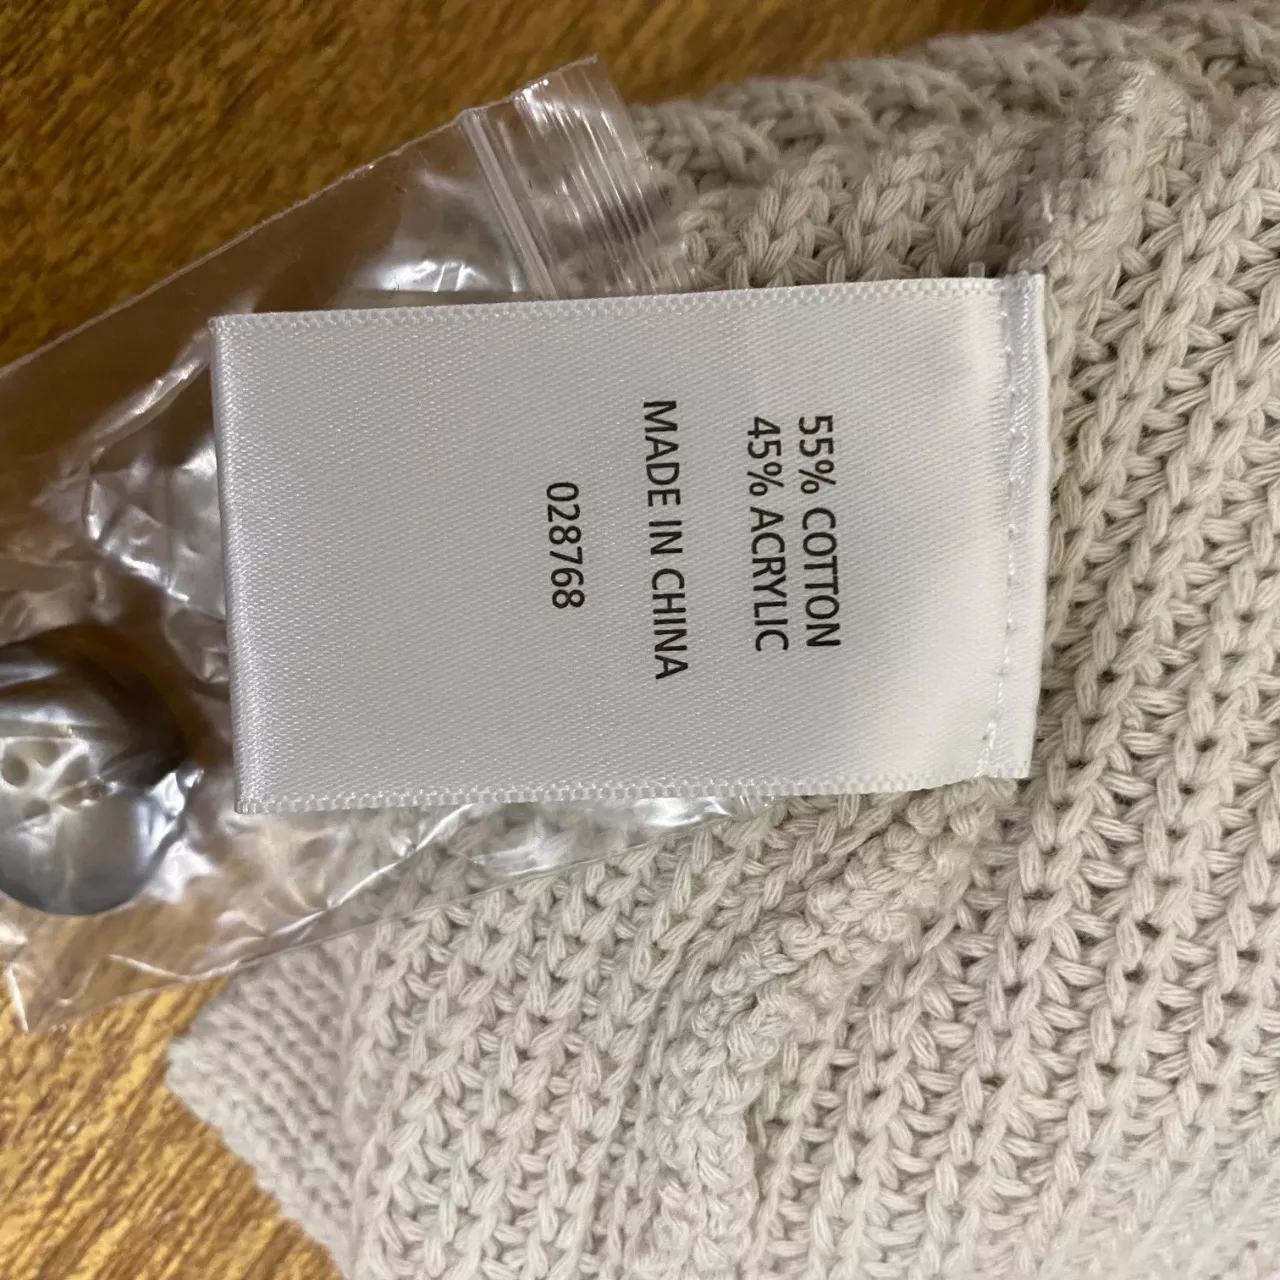 55% COTTON
45% ACRYLIC
MADE IN CHINA
028768